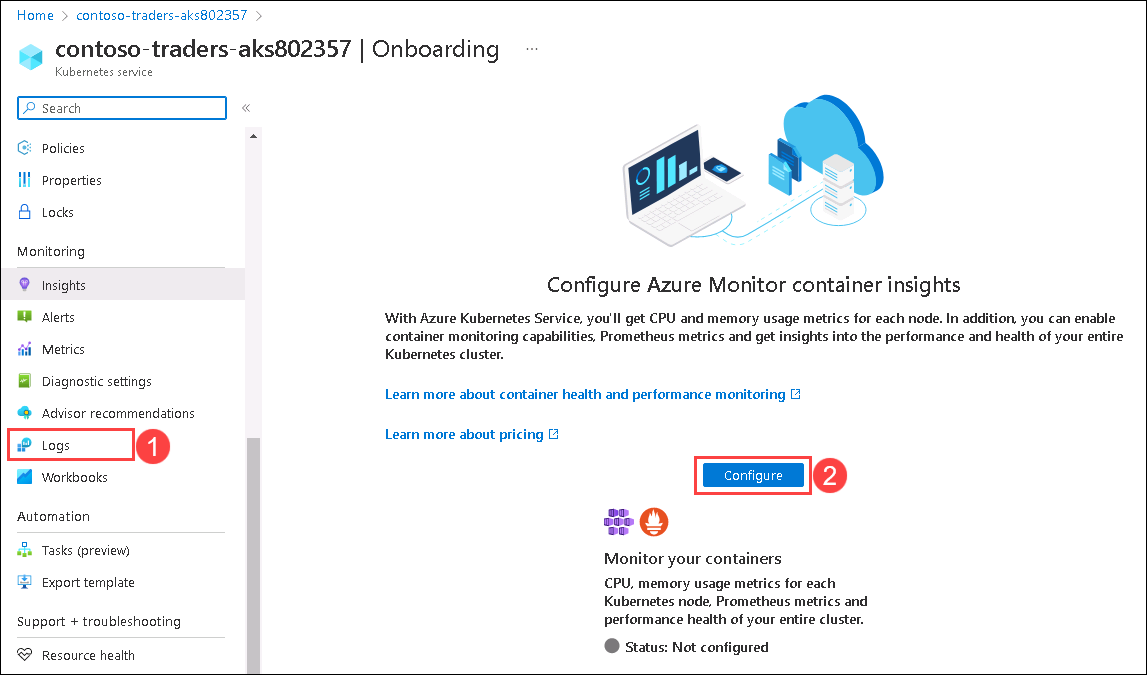 Home > contoso-traders-aks802357 >
contoso-traders-aks802357 | Onboarding ...
Kubernetes service
Search «
Policies
Properties
Locks
Monitoring
Insights
Alerts
Metrics
Diagnostic settings
Advisor recommendations
Logs 1
Workbooks
Automation
Tasks (preview)
Export template
Support + troubleshooting
Resource health
Configure Azure Monitor container insights
With Azure Kubernetes Service, you'll get CPU and memory usage metrics for each node. In addition, you can enable
container monitoring capabilities, Prometheus metrics and get insights into the performance and health of your entire
Kubernetes cluster.
Learn more about container health and performance monitoring
Learn more about pricing
Configure 2
Monitor your containers
CPU, memory usage metrics for each
Kubernetes node, Prometheus metrics and
performance health of your entire cluster.
Status: Not configured